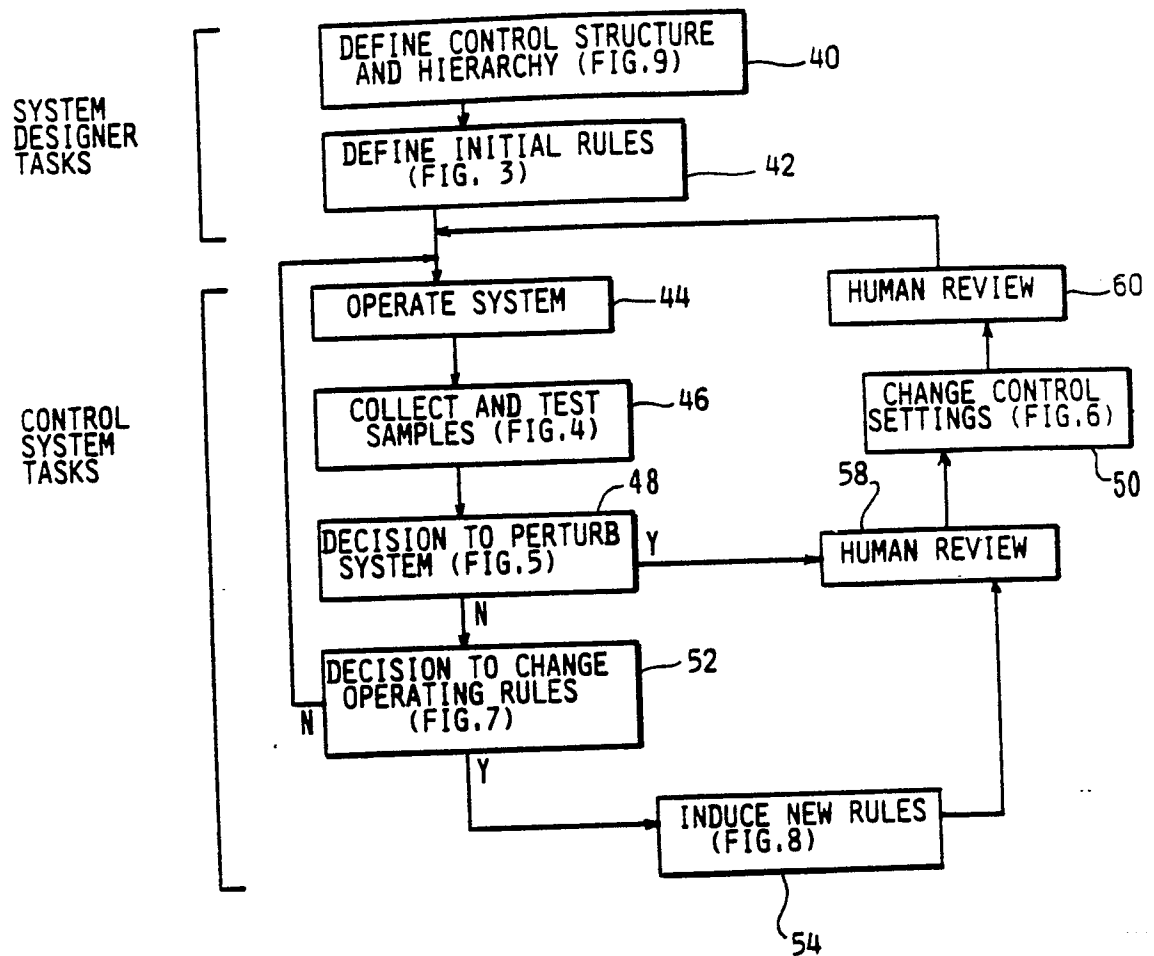 DEFINE CONTROL STRUCTURE
AND HIERARCHY (FIG.9)
40
SYSTEM
DESIGNER
TASKS
DEFINE INITIAL RULES
(FIG. 3)
42
OPERATE SYSTEM
44
HUMAN REVIEW
60
CONTROL
SYSTEM
TASKS
COLLECT AND TEST
SAMPLES (FIG.4)
46
CHANGE CONTROL
SETTINGS (FIG.6)
50
48
DECISION TO PERTURB
SYSTEM (FIG.5)
Y
58
HUMAN REVIEW
N
DECISION TO CHANGE
OPERATING RULES
(FIG.7)
52
N
Y
INDUCE NEW RULES
(FIG.8)
54